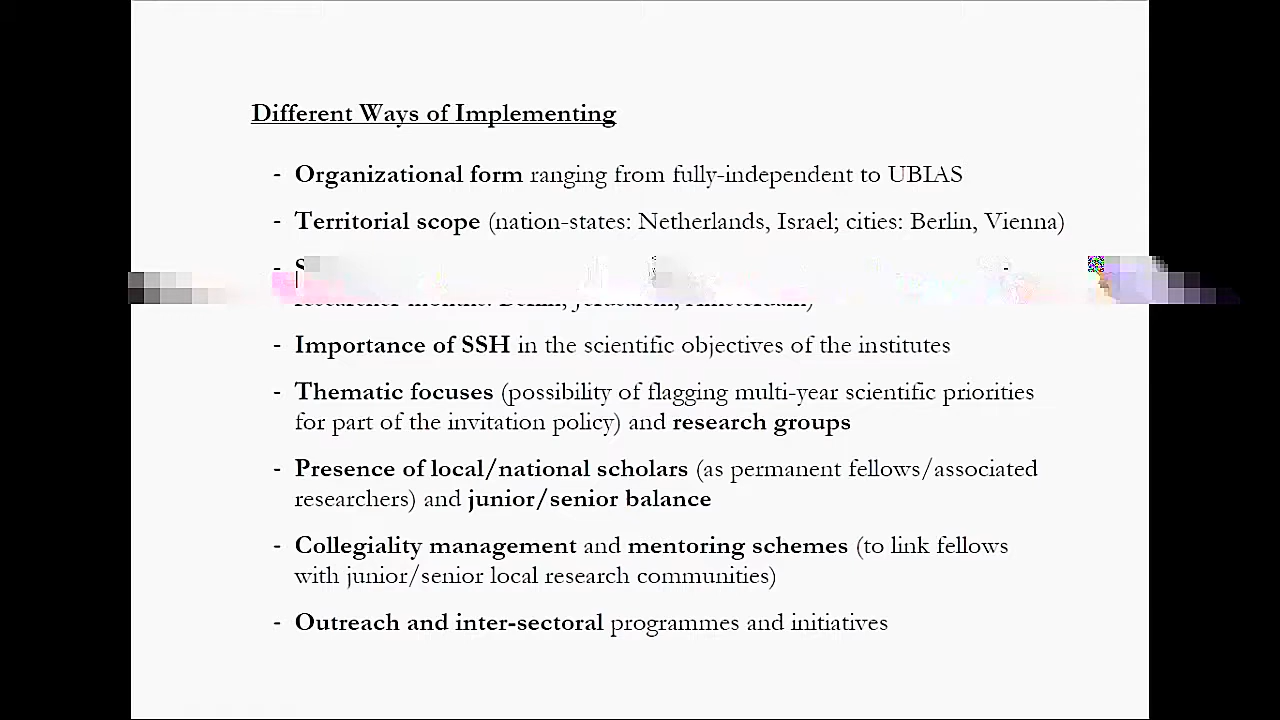 Different Ways of Implementing
- Organizational form ranging from fully-independent to UBIAS
- Territorial scope (nation-states: Netherlands, Israel; cities: Berlin, Vienna)
-
- Importance of SSH in the scientific objectives of the institutes
- Thematic focuses (possibility of flagging multi-year scientific priorities
for part of the invitation policy) and research groups
- Presence of local/national scholars (as permanent fellows/associated
researchers) and junior/senior balance
- Collegiality management and mentoring schemes (to link fellows
with junior/senior local research communities)
- Outreach and inter-sectoral programmes and initiatives